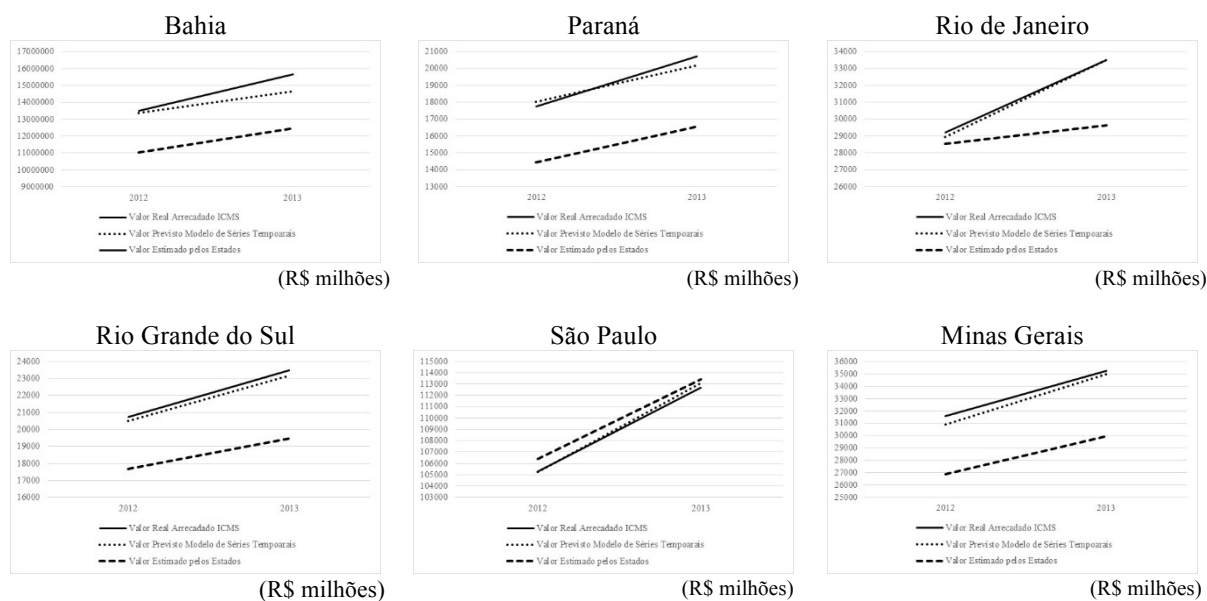 Bahia
17000000
16000000
15000000
14000000
13000000
12000000
11000000
10000000
9000000
2012 2013
Valor Real Arrecadado ICMS
Valor Previsto Modelo de Séries Tempoarais
Valor Estimado pelos Estados
(R$ milhões)
Paraná
21000
20000
19000
18000
17000
16000
15000
14000
13000
2012 2013
Valor Real Arrecadado ICMS
Valor Previsto Modelo de Séries Tempoarais
Valor Estimado pelos Estados
(R$ milhões)
Rio de Janeiro
34000
33000
32000
31000
30000
29000
28000
27000
26000
2012 2013
Valor Real Arrecadado ICMS
Valor Previsto Modelo de Séries Tempoarais
Valor Estimado pelos Estados
(R$ milhões)
Rio Grande do Sul
24000
23000
22000
21000
20000
19000
18000
17000
16000
2012 2013
Valor Real Arrecadado ICMS
Valor Previsto Modelo de Séries Tempoarais
Valor Estimado pelos Estados
(R$ milhões)
São Paulo
115000
114000
113000
112000
111000
110000
109000
108000
107000
106000
105000
104000
103000
2012 2013
Valor Real Arrecadado ICMS
Valor Previsto Modelo de Séries Tempoarais
Valor Estimado pelos Estados
(R$ milhões)
Minas Gerais
36000
35000
34000
33000
32000
31000
30000
29000
28000
27000
26000
25000
2012 2013
Valor Real Arrecadado ICMS
Valor Previsto Modelo de Séries Tempoarais
Valor Estimado pelos Estados
(R$ milhões)